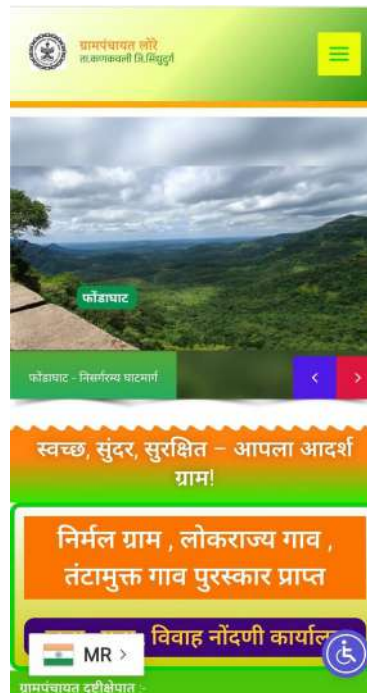 ग्रामपंचायत लोरे
ता.कणकवली जि.सिंधुदुर्ग
फोंडाघाट
फोंडाघाट - निसर्गरम्य घाटमार्ग
स्वच्छ, सुंदर, सुरक्षित – आपला आदर्श
ग्राम!
निर्मल ग्राम , लोकराज्य गाव ,
तंटामुक्त गाव पुरस्कार प्राप्त
, विवाह नोंदणी
MR >
ग्रामपंचायत दृष्टीक्षेपात :-